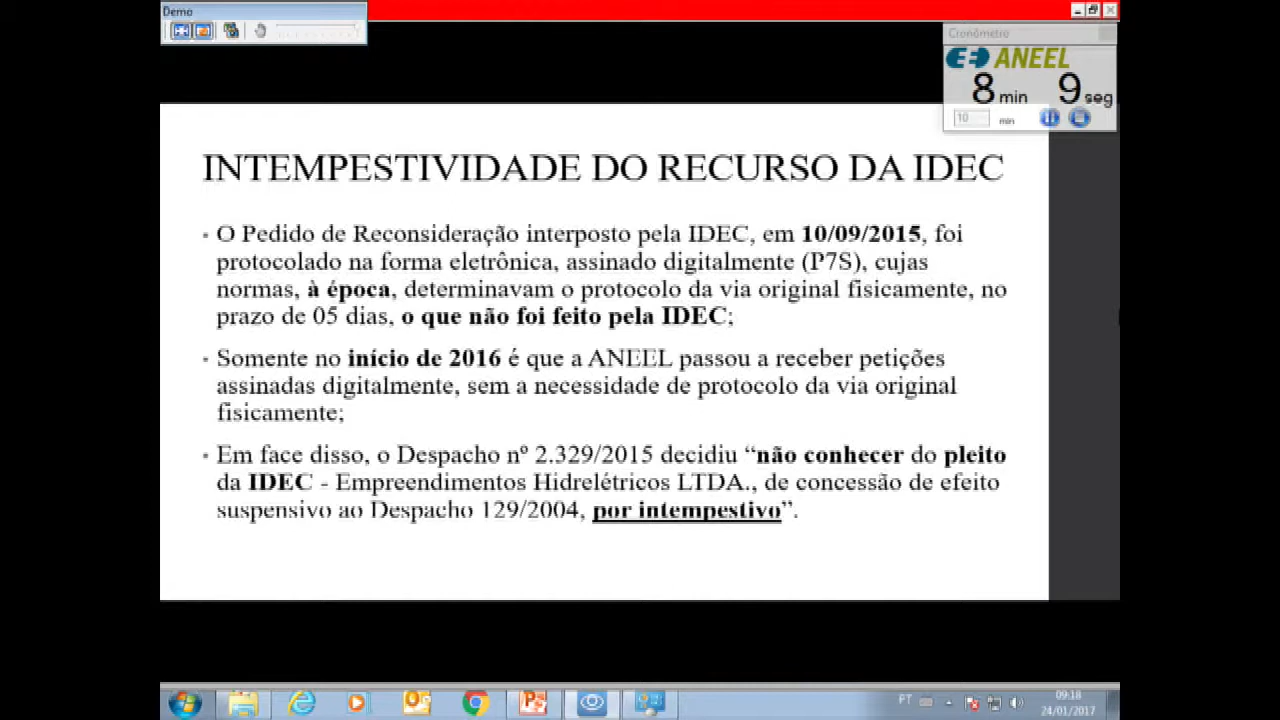 Demo
Cronômetro
ANEEL
8 min 9 seg
10 min
INTEMPESTIVIDADE DO RECURSO DA IDEC
▪ O Pedido de Reconsideração interposto pela IDEC, em 10/09/2015, foi
protocolado na forma eletrônica, assinado digitalmente (P7S), cujas
normas, à época, determinavam o protocolo da via original fisicamente, no
prazo de 05 dias, o que não foi feito pela IDEC;
▪ Somente no início de 2016 é que a ANEEL passou a receber petições
assinadas digitalmente, sem a necessidade de protocolo da via original
fisicamente;
▪ Em face disso, o Despacho nº 2.329/2015 decidiu “não conhecer do pleito
da IDEC - Empreendimentos Hidrelétricos LTDA., de concessão de efeito
suspensivo ao Despacho 129/2004, por intempestivo”.
PT
09:18
24/01/2017